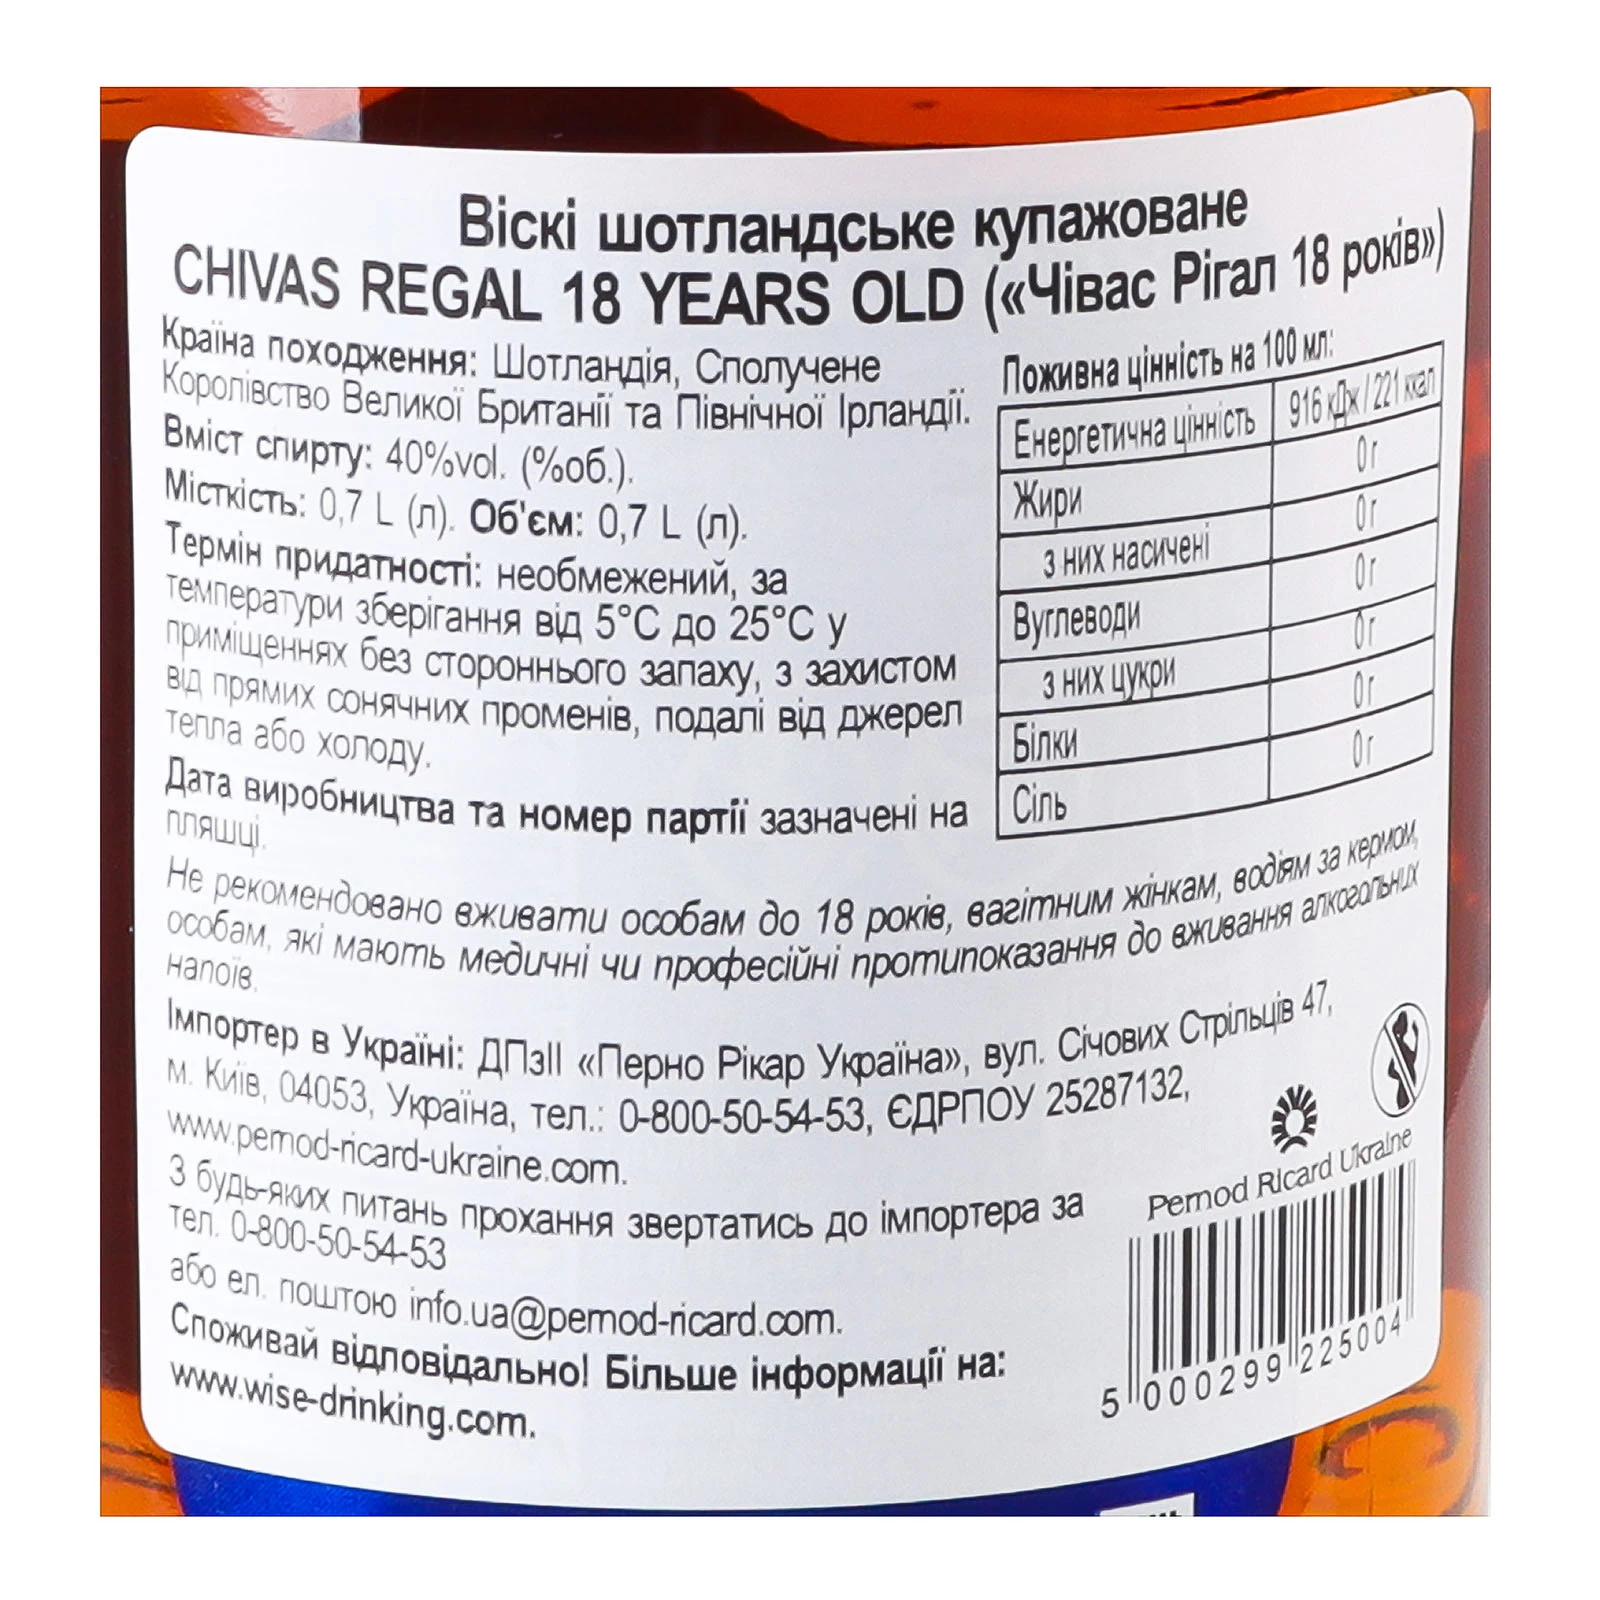 Віскі шотландське купажоване
CHIVAS REGAL 18 YEARS OLD («Чівас Рігал 18 років»)
Країна походження: Шотландія, Сполучене
Королівство Великої Британії та Північної Ірландії.
Вміст спирту: 40%vol. (%об.).
Місткість: 0,7 L (л). Об'єм: 0,7 L (л).
Термін придатності: необмежений, за
температури зберігання від 5°C до 25°C у
приміщеннях без стороннього запаху, з захистом
від прямих сонячних променів, подалі від джерел
тепла або холоду.
Дата виробництва та номер партії зазначені на
пляшці.
Поживна цінність на 100 мл:
Енергетична цінність 916 кДж / 221 ккал
Жири 0 г
з них насичені 0 г
Вуглеводи 0 г
з них цукри 0 г
Білки 0 г
Сіль 0 г
Не рекомендовано вживати особам до 18 років, вагітним жінкам, водіям за кермом,
особам, які мають медичні чи професійні протипоказання до вживання алкогольних
напоїв.
Імпортер в Україні: ДПзІІ «Перно Рікар Україна», вул. Січових Стрільців 47,
м. Київ, 04053, Україна, тел.: 0-800-50-54-53, ЄДРПОУ 25287132,
www.pernod-ricard-ukraine.com.
З будь-яких питань прохання звертатись до імпортера за
тел. 0-800-50-54-53
або ел. поштою info.ua@pernod-ricard.com.
Споживай відповідально! Більше інформації на:
www.wise-drinking.com.
Pernod Ricard Ukraine
5 000299 225004